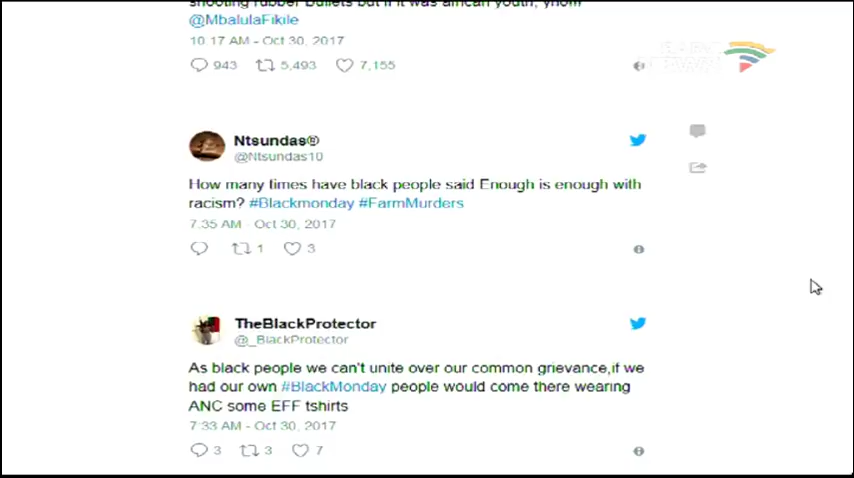 shooting rubber bullets but if it was african youth, yho!!!
@MbalulaFikile
10:17 AM - Oct 30, 2017
943 5,493 7,155
Ntsundas®
@Ntsundas10
How many times have black people said Enough is enough with
racism? #Blackmonday #FarmMurders
7:35 AM - Oct 30, 2017
1 3
TheBlackProtector
@_BlackProtector
As black people we can't unite over our common grievance,if we
had our own #BlackMonday people would come there wearing
ANC some EFF tshirts
7:33 AM - Oct 30, 2017
3 3 7